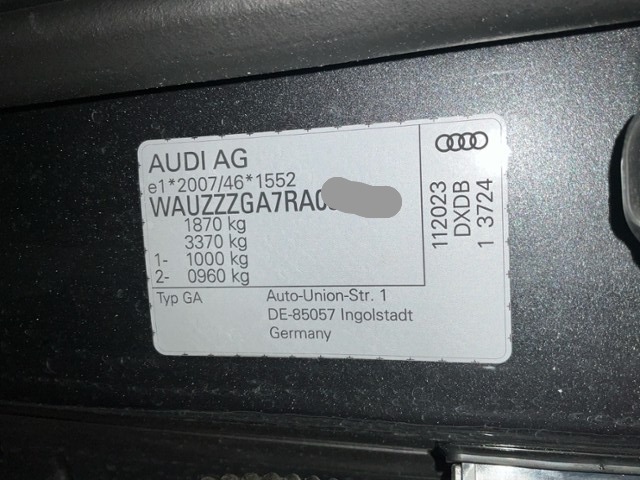 AUDI AG
e1*2007/46*1552
WAUZZZGA7RA0
1870 kg
3370 kg
1- 1000 kg
2- 0960 kg
Typ GA
Auto-Union-Str. 1
DE-85057 Ingolstadt
Germany
112023
DXDB
1 3724